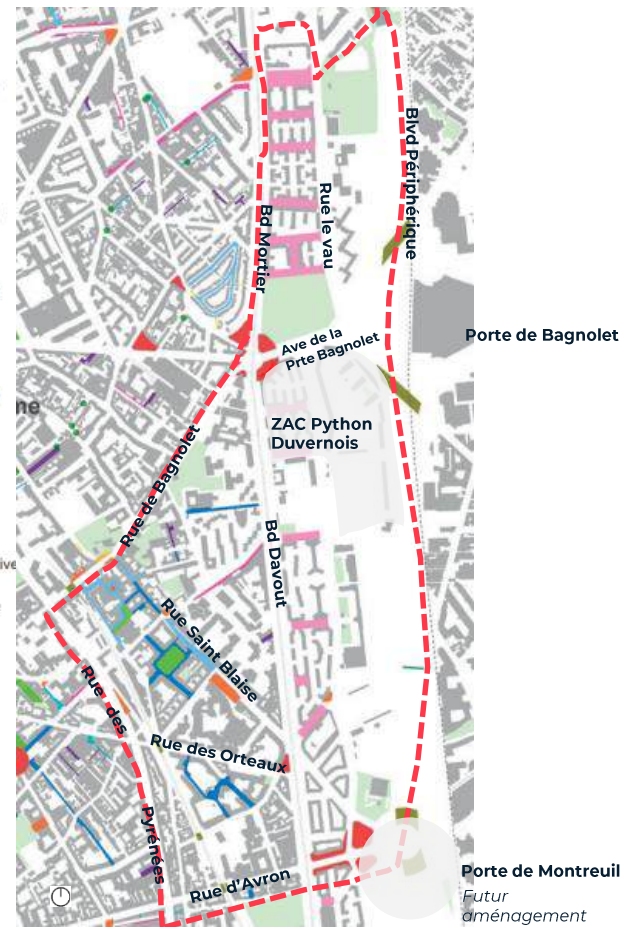 Blvd Périphérique
Rue le vau
Bd Mortier
Porte de Bagnolet
Ave de la
Prte Bagnolet
me
ZAC Python
Duvernois
Rue de Bagnolet
Bd Davout
ive
Rue Saint Blaise
Rue des
Pyrénées
Rue des Orteaux
Rue d'Avron
Porte de Montreuil
Futur
aménagement